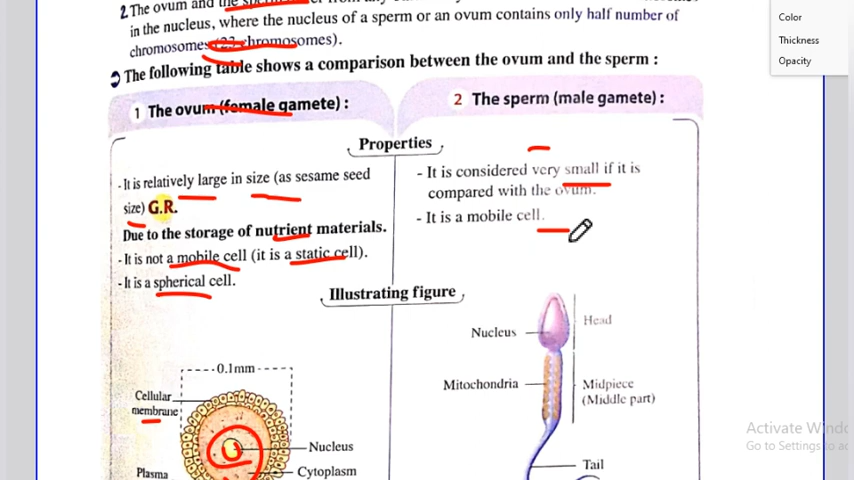 2. The ovum and the
in the nucleus, where the nucleus of a sperm or an ovum contains only half number of
chromosomes (23 chromosomes).
The following table shows a comparison between the ovum and the sperm :
1 The ovum (female gamete) :
2 The sperm (male gamete) :
Properties
- It is relatively large in size (as sesame seed
size) G.R.
Due to the storage of nutrient materials.
- It is not a mobile cell (it is a static cell).
- It is a spherical cell.
- It is considered very small if it is
compared with the ovum.
- It is a mobile cell.
Illustrating figure
0.1mm
Cellular
membrane
Nucleus
Cytoplasm
Plasma
Nucleus
Head
Mitochondria
Midpiece
(Middle part)
Tail
Color
Thickness
Opacity
Activate Windo
Go to Settings to ac